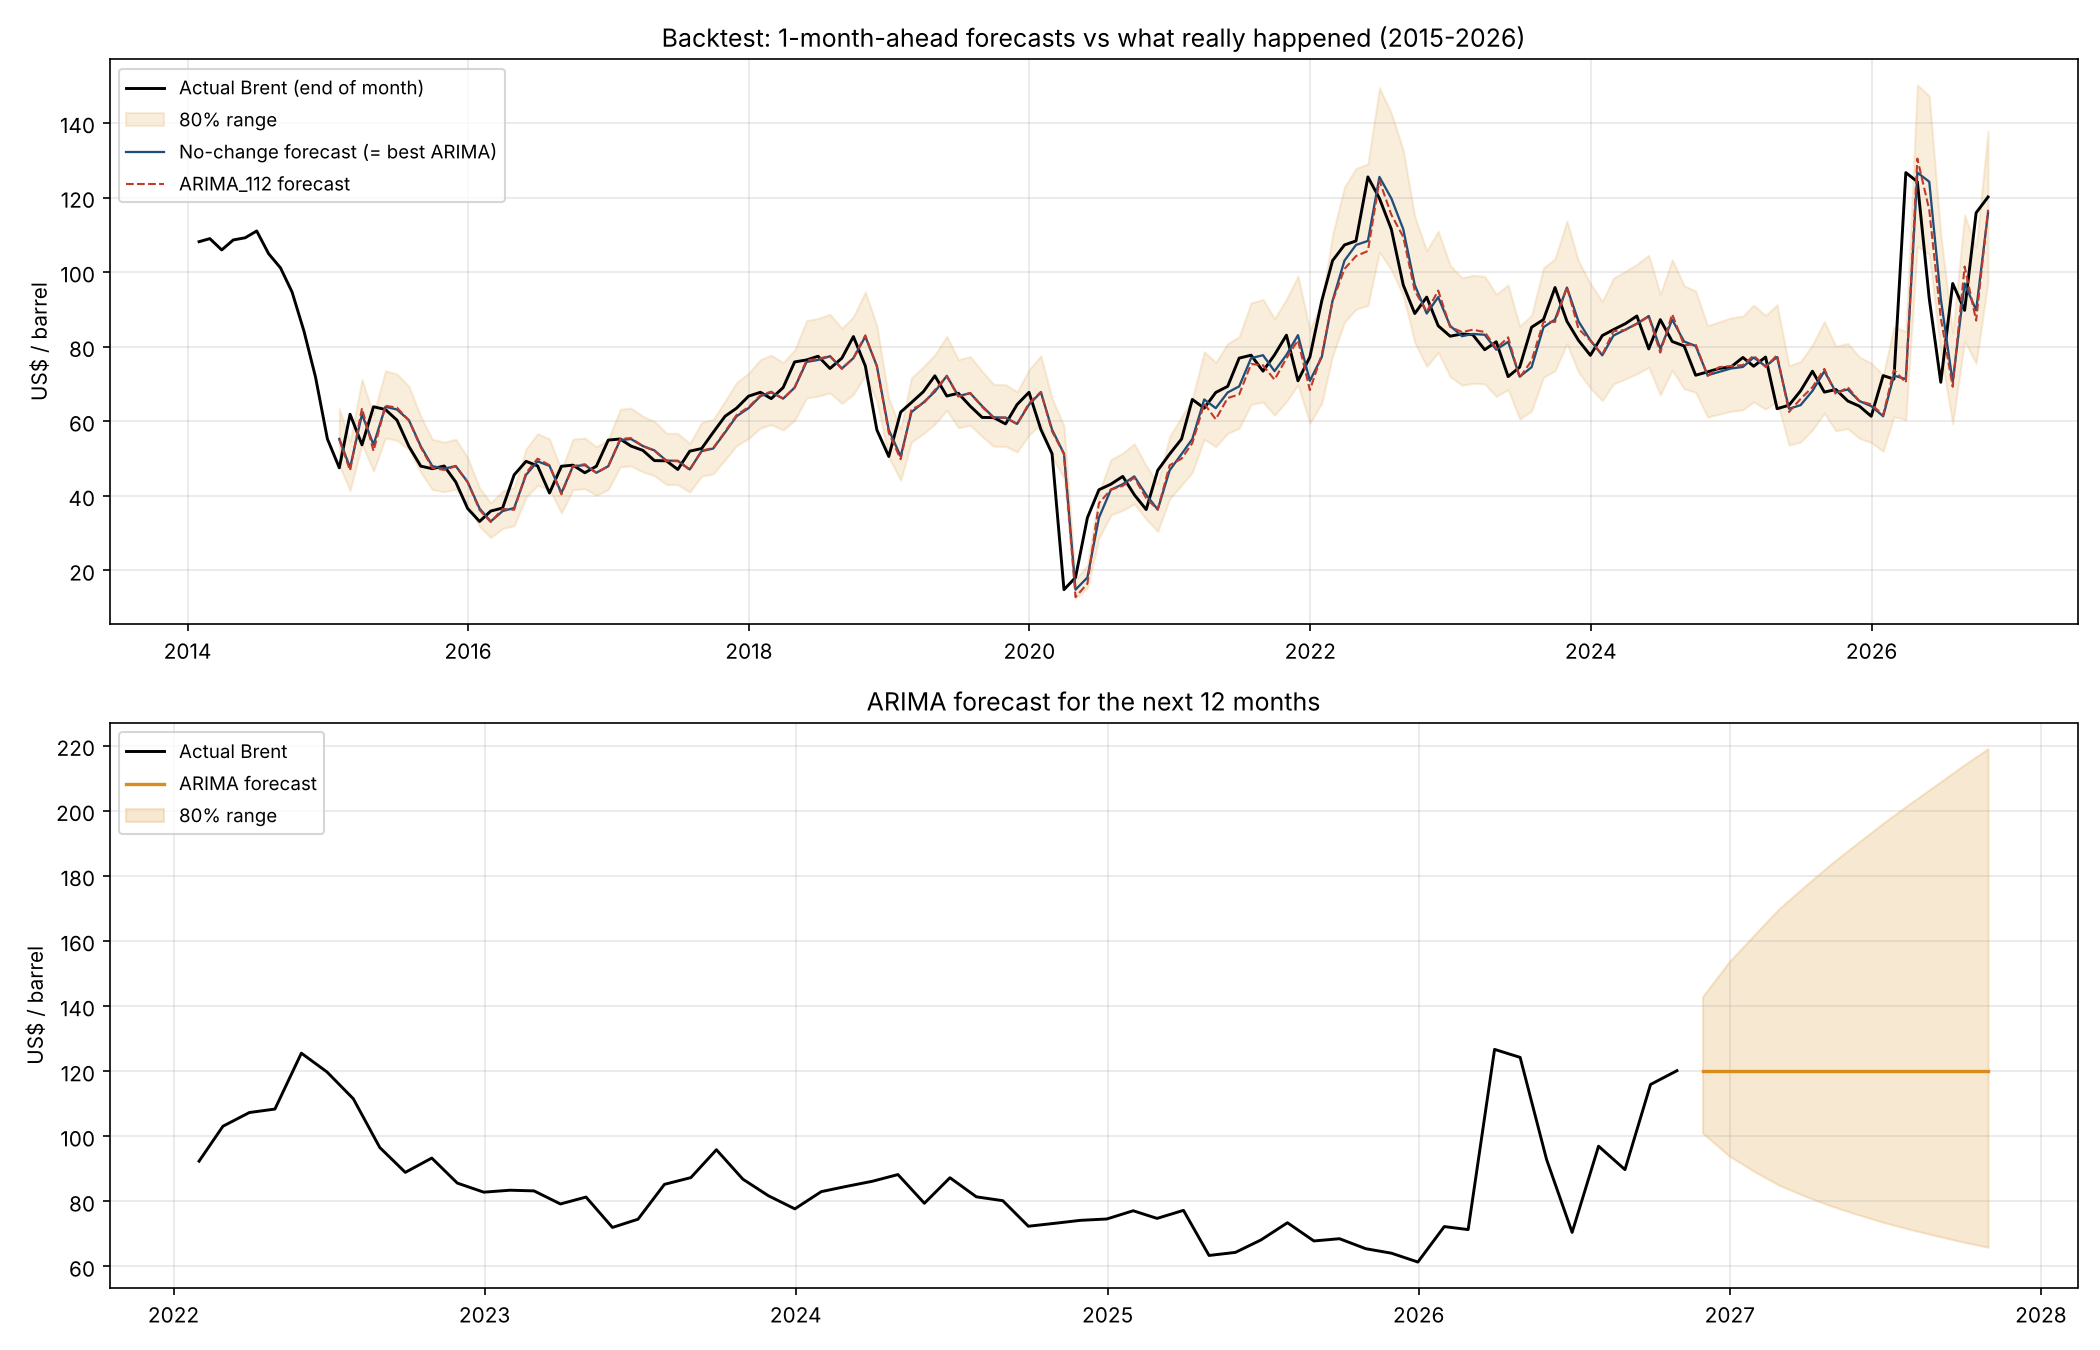 Backtest: 1-month-ahead forecasts vs what really happened (2015-2026)
Actual Brent (end of month)
80% range
No-change forecast (= best ARIMA)
ARIMA_112 forecast
US$ / barrel
140
120
100
80
60
40
20
2014 2016 2018 2020 2022 2024 2026
ARIMA forecast for the next 12 months
Actual Brent
ARIMA forecast
80% range
US$ / barrel
220
200
180
160
140
120
100
80
60
2022 2023 2024 2025 2026 2027 2028